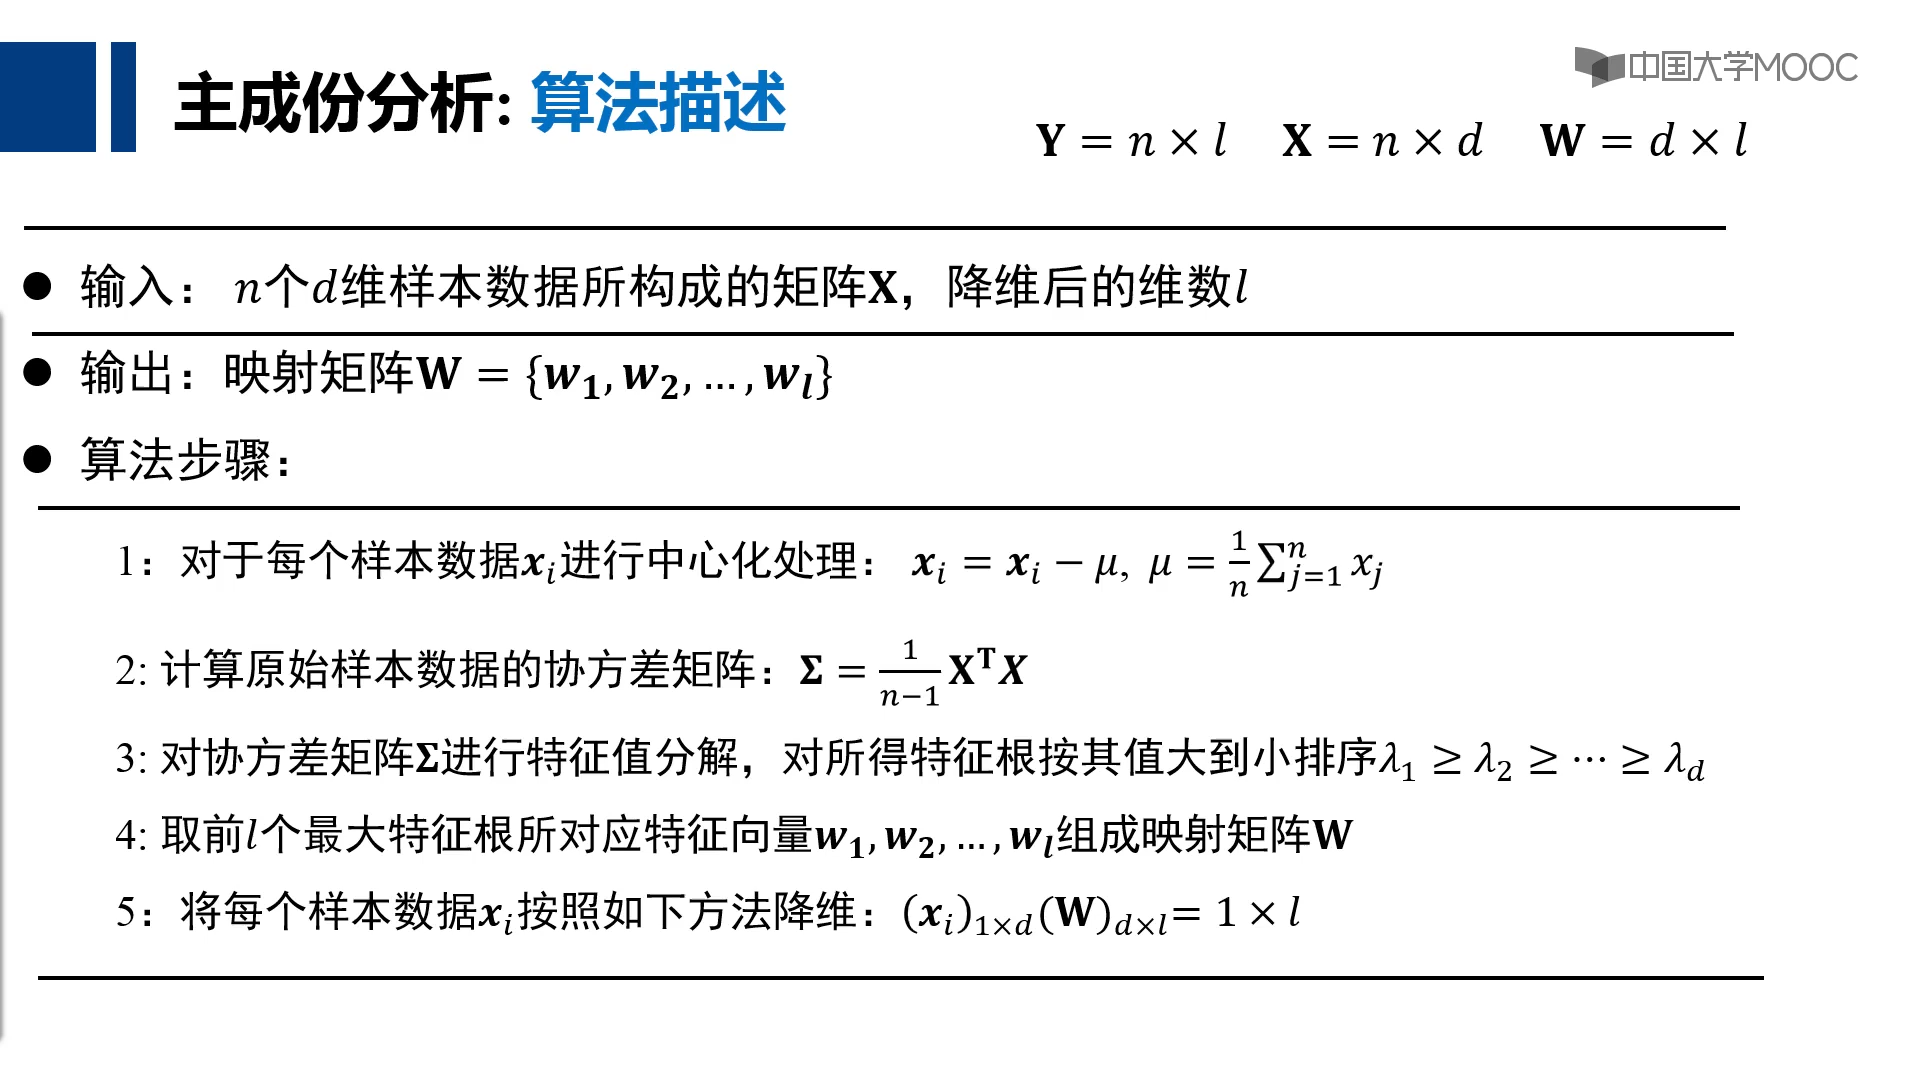 主成份分析: 算法描述
中国大学MOOC
Y = n × l X = n × d W = d × l
● 输入： n个d维样本数据所构成的矩阵X，降维后的维数l
● 输出：映射矩阵W = {w₁, w₂, … , wₗ}
● 算法步骤：
1：对于每个样本数据xᵢ进行中心化处理： xᵢ = xᵢ − μ, μ = 1/n ∑ⁿⱼ₌₁ xⱼ
2: 计算原始样本数据的协方差矩阵：Σ = 1/(n−1) XᵀX
3: 对协方差矩阵Σ进行特征值分解，对所得特征根按其值大到小排序λ₁ ≥ λ₂ ≥ ⋯ ≥ λ_d
4: 取前l个最大特征根所对应特征向量w₁, w₂, … , wₗ组成映射矩阵W
5：将每个样本数据xᵢ按照如下方法降维：(xᵢ)_{1×d}(W)_{d×l}= 1 × l